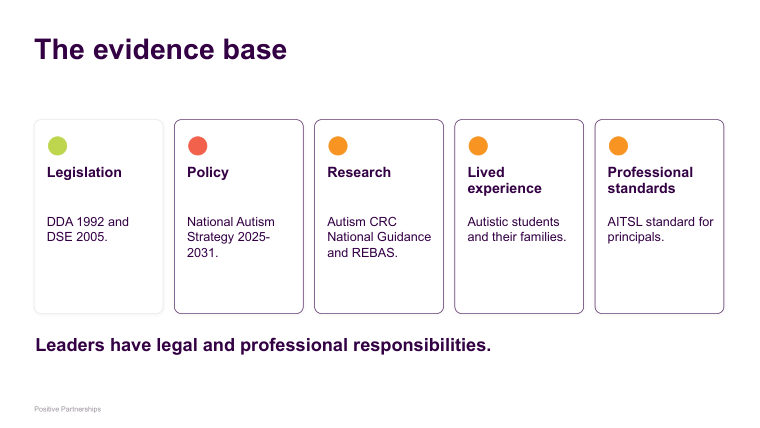 The evidence base
Legislation
DDA 1992 and
DSE 2005.
Policy
National Autism
Strategy 2025-
2031.
Research
Autism CRC
National Guidance
and REBAS.
Lived
experience
Autistic students
and their families.
Professional
standards
AITSL standard for
principals.
Leaders have legal and professional responsibilities.
Positive Partnerships